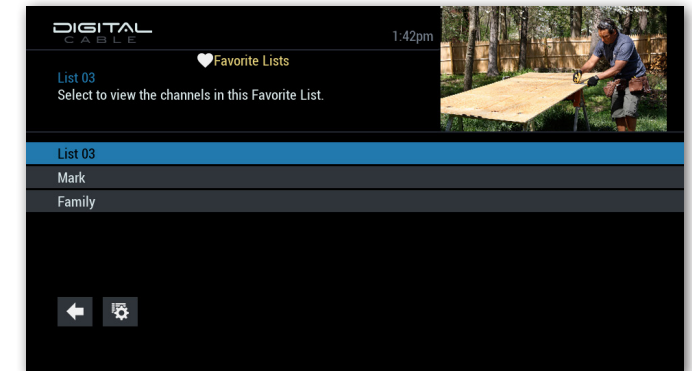 DIGITAL
CABLE
1:42pm
Favorite Lists
List 03
Select to view the channels in this Favorite List.
List 03
Mark
Family